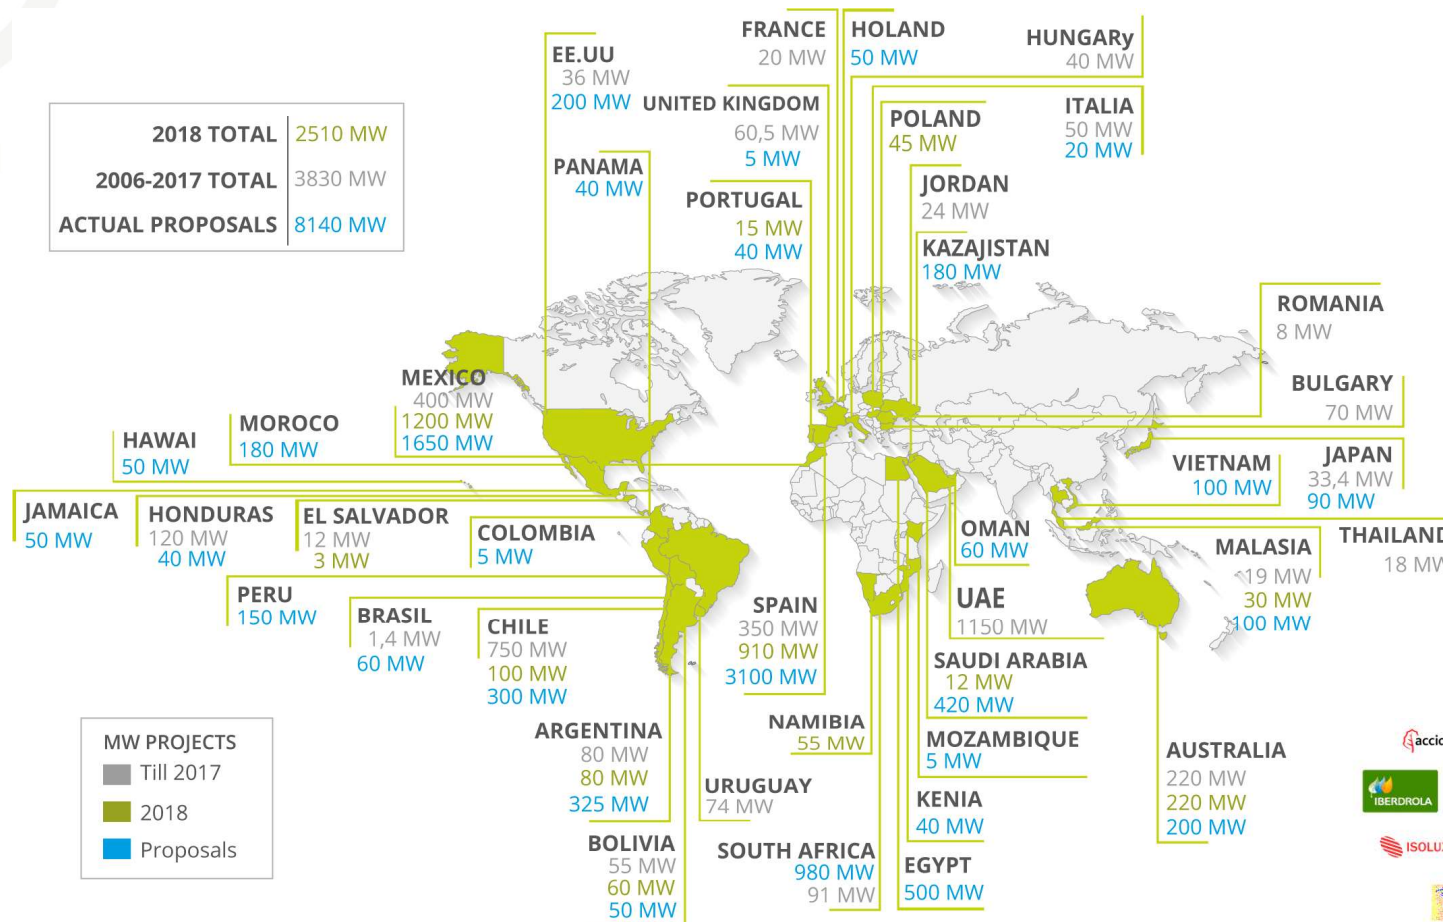 2018 TOTAL 2510 MW
2006-2017 TOTAL 3830 MW
ACTUAL PROPOSALS 8140 MW
EE.UU
36 MW
200 MW
PANAMA
40 MW
FRANCE
20 MW
HOLAND
50 MW
HUNGARy
40 MW
UNITED KINGDOM
60,5 MW
5 MW
POLAND
45 MW
ITALIA
50 MW
20 MW
PORTUGAL
15 MW
40 MW
JORDAN
24 MW
KAZAJISTAN
180 MW
ROMANIA
8 MW
BULGARY
70 MW
MEXICO
400 MW
1200 MW
1650 MW
MOROCO
180 MW
HAWAI
50 MW
JAMAICA
50 MW
HONDURAS
120 MW
40 MW
EL SALVADOR
12 MW
3 MW
COLOMBIA
5 MW
VIETNAM
100 MW
JAPAN
33,4 MW
90 MW
OMAN
60 MW
MALASIA
19 MW
30 MW
100 MW
THAILAND
18 MW
PERU
150 MW
BRASIL
1,4 MW
60 MW
CHILE
750 MW
100 MW
300 MW
SPAIN
350 MW
910 MW
3100 MW
UAE
1150 MW
SAUDI ARABIA
12 MW
420 MW
NAMIBIA
55 MW
MOZAMBIQUE
5 MW
ARGENTINA
80 MW
80 MW
325 MW
URUGUAY
74 MW
KENIA
40 MW
AUSTRALIA
220 MW
220 MW
200 MW
BOLIVIA
55 MW
60 MW
50 MW
SOUTH AFRICA
980 MW
91 MW
EGYPT
500 MW
MW PROJECTS
Till 2017
2018
Proposals
IBERDROLA